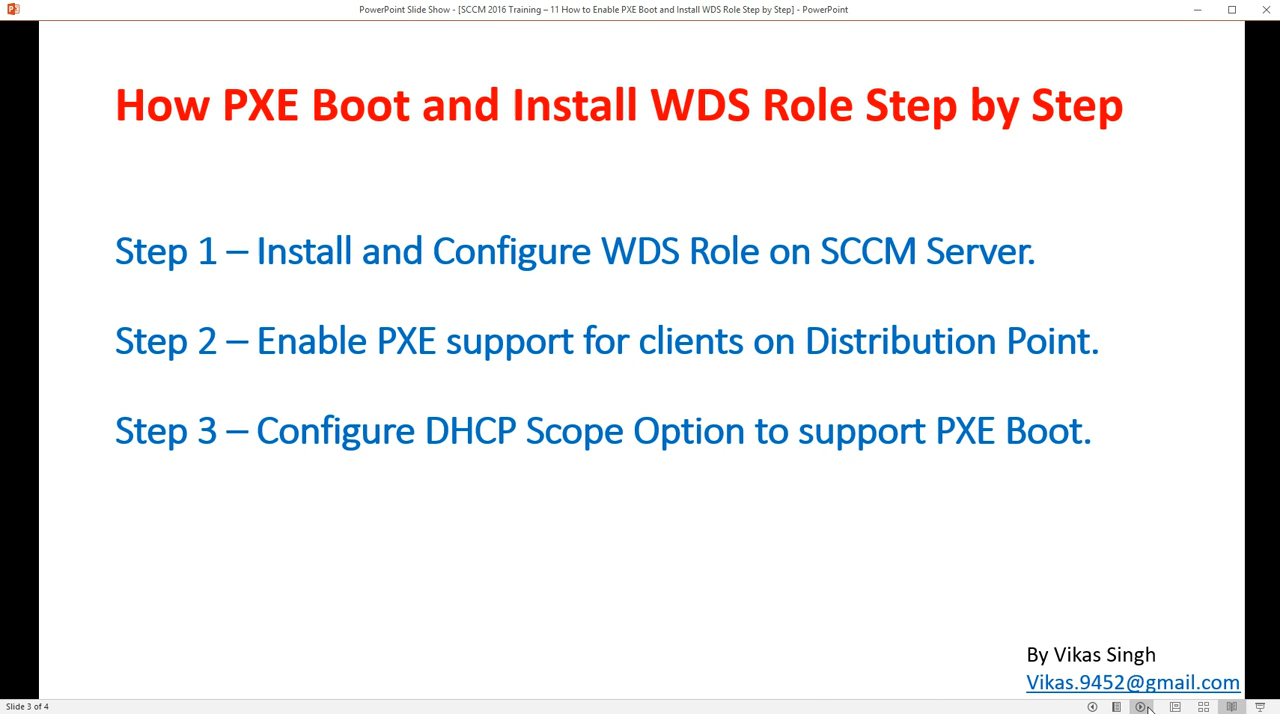 PowerPoint Slide Show - [SCCM 2016 Training – 11 How to Enable PXE Boot and Install WDS Role Step by Step] - PowerPoint
How PXE Boot and Install WDS Role Step by Step
Step 1 – Install and Configure WDS Role on SCCM Server.
Step 2 – Enable PXE support for clients on Distribution Point.
Step 3 – Configure DHCP Scope Option to support PXE Boot.
By Vikas Singh
Vikas.9452@gmail.com
Slide 3 of 4